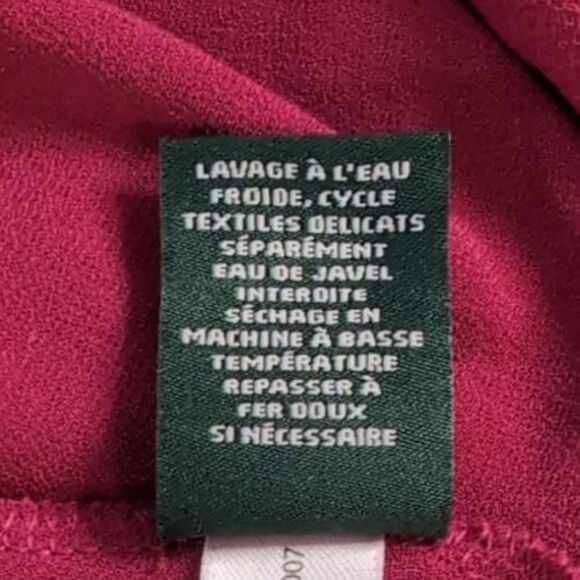 LAVAGE À L'EAU
FROIDE, CYCLE
TEXTILES DELICATS
SÉPARÉMENT
EAU DE JAVEL
INTERDITE
SÉCHAGE EN
MACHINE À BASSE
TEMPÉRATURE
REPASSER À
FER DOUX
SI NÉCESSAIRE
007